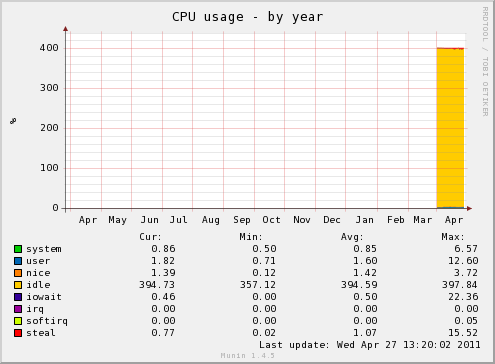 CPU usage - by year
RRDTOOL / TOBI OETIKER
%
400
300
200
100
0
Apr May Jun Jul Aug Sep Oct Nov Dec Jan Feb Mar Apr
Cur: Min: Avg: Max:
system 0.86 0.50 0.85 6.57
user 1.82 0.71 1.60 12.60
nice 1.39 0.12 1.42 3.72
idle 394.73 357.12 394.59 397.84
iowait 0.46 0.00 0.50 22.36
irq 0.00 0.00 0.00 0.00
softirq 0.00 0.00 0.00 0.05
steal 0.77 0.02 1.07 15.52
Last update: Wed Apr 27 13:20:02 2011
Munin 1.4.5